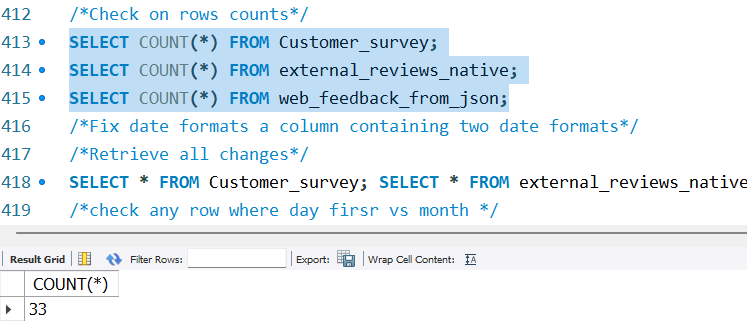 412 /*Check on rows counts*/
413 SELECT COUNT(*) FROM Customer_survey;
414 SELECT COUNT(*) FROM external_reviews_native;
415 SELECT COUNT(*) FROM web_feedback_from_json;
416 /*Fix date formats a column containing two date formats*/
417 /*Retrieve all changes*/
418 SELECT * FROM Customer_survey; SELECT * FROM external_reviews_native
419 /*check any row where day firsr vs month */
Result Grid Filter Rows: Export: Wrap Cell Content:
COUNT(*)
33